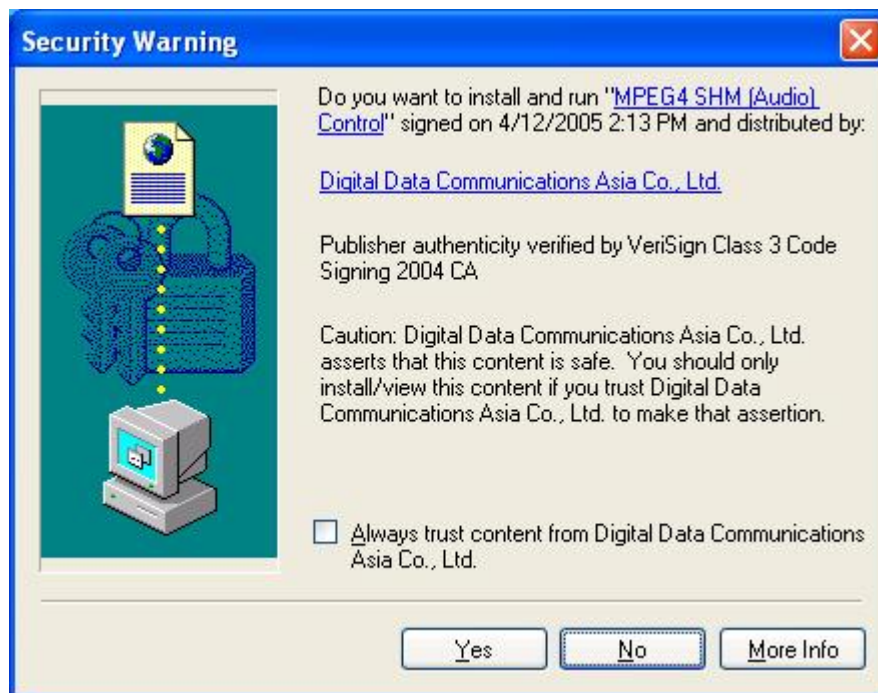 Security Warning
Do you want to install and run "MPEG4 SHM (Audio)
Control" signed on 4/12/2005 2:13 PM and distributed by:
Digital Data Communications Asia Co., Ltd.
Publisher authenticity verified by VeriSign Class 3 Code
Signing 2004 CA
Caution: Digital Data Communications Asia Co., Ltd.
asserts that this content is safe.  You should only
install/view this content if you trust Digital Data
Communications Asia Co., Ltd. to make that assertion.
Always trust content from Digital Data Communications
Asia Co., Ltd.
Yes No More Info